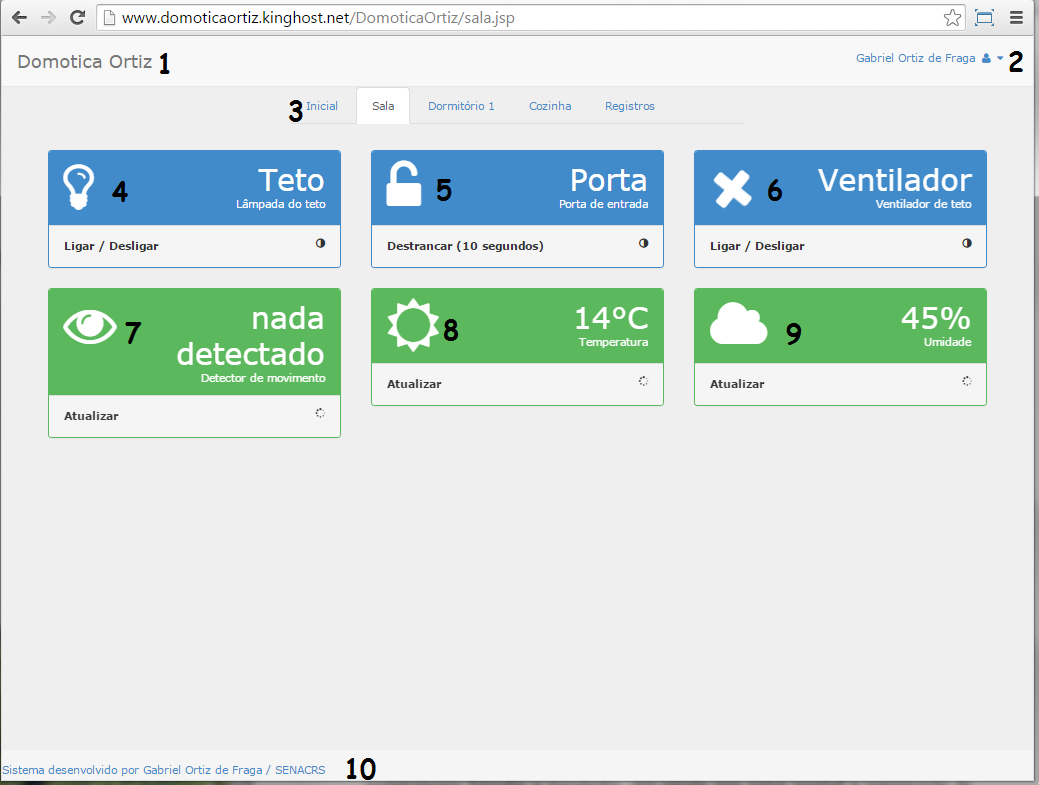 www.domoticaortiz.kinghost.net/DomoticaOrtiz/sala.jsp
Domotica Ortiz 1
Gabriel Ortiz de Fraga 2
3 Inicial Sala Dormitório 1 Cozinha Registros
4 Teto
Lâmpada do teto
Ligar / Desligar
5 Porta
Porta de entrada
Destrancar (10 segundos)
6 Ventilador
Ventilador de teto
Ligar / Desligar
7 nada
detectado
Detector de movimento
Atualizar
8 14°C
Temperatura
Atualizar
9 45%
Umidade
Atualizar
Sistema desenvolvido por Gabriel Ortiz de Fraga / SENACRS 10